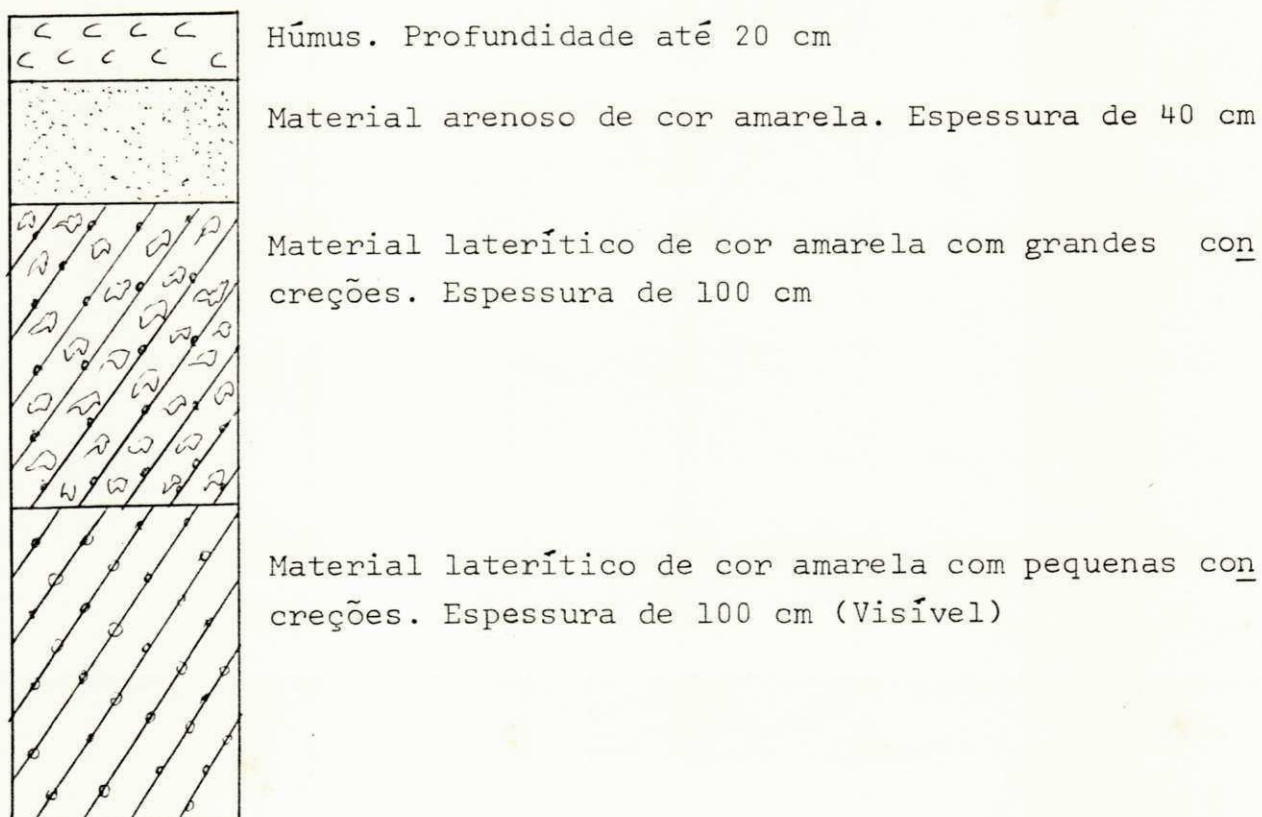 Húmus. Profundidade até 20 cm
Material arenoso de cor amarela. Espessura de 40 cm
Material laterítico de cor amarela com grandes con
creções. Espessura de 100 cm
Material laterítico de cor amarela com pequenas con
creções. Espessura de 100 cm (Visível)